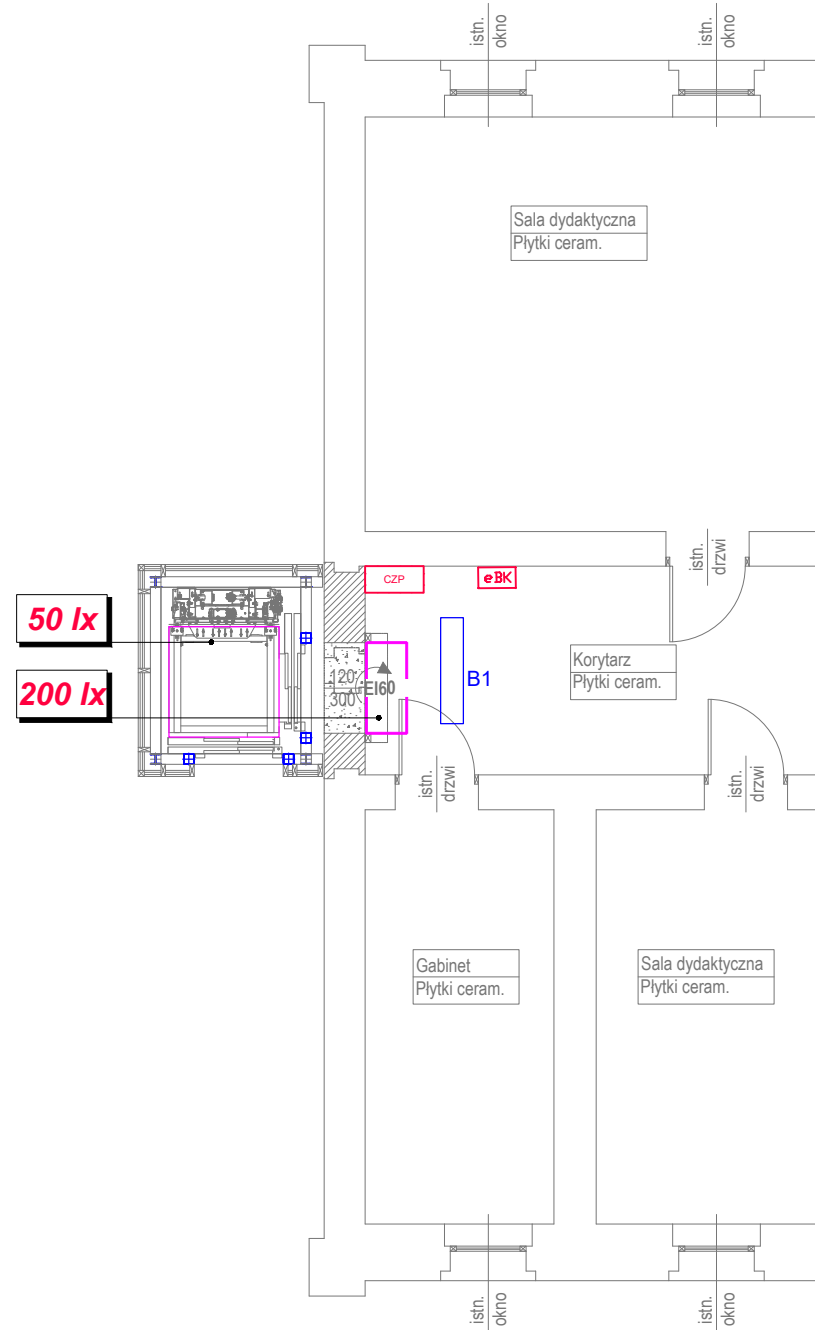 istn.
okno
istn.
okno
Sala dydaktyczna
Płytki ceram.
istn.
drzwi
CZP
eBK
50 lx
200 lx
120
300
EI60
B1
Korytarz
Płytki ceram.
istn.
drzwi
istn.
drzwi
Gabinet
Płytki ceram.
Sala dydaktyczna
Płytki ceram.
istn.
okno
istn.
okno